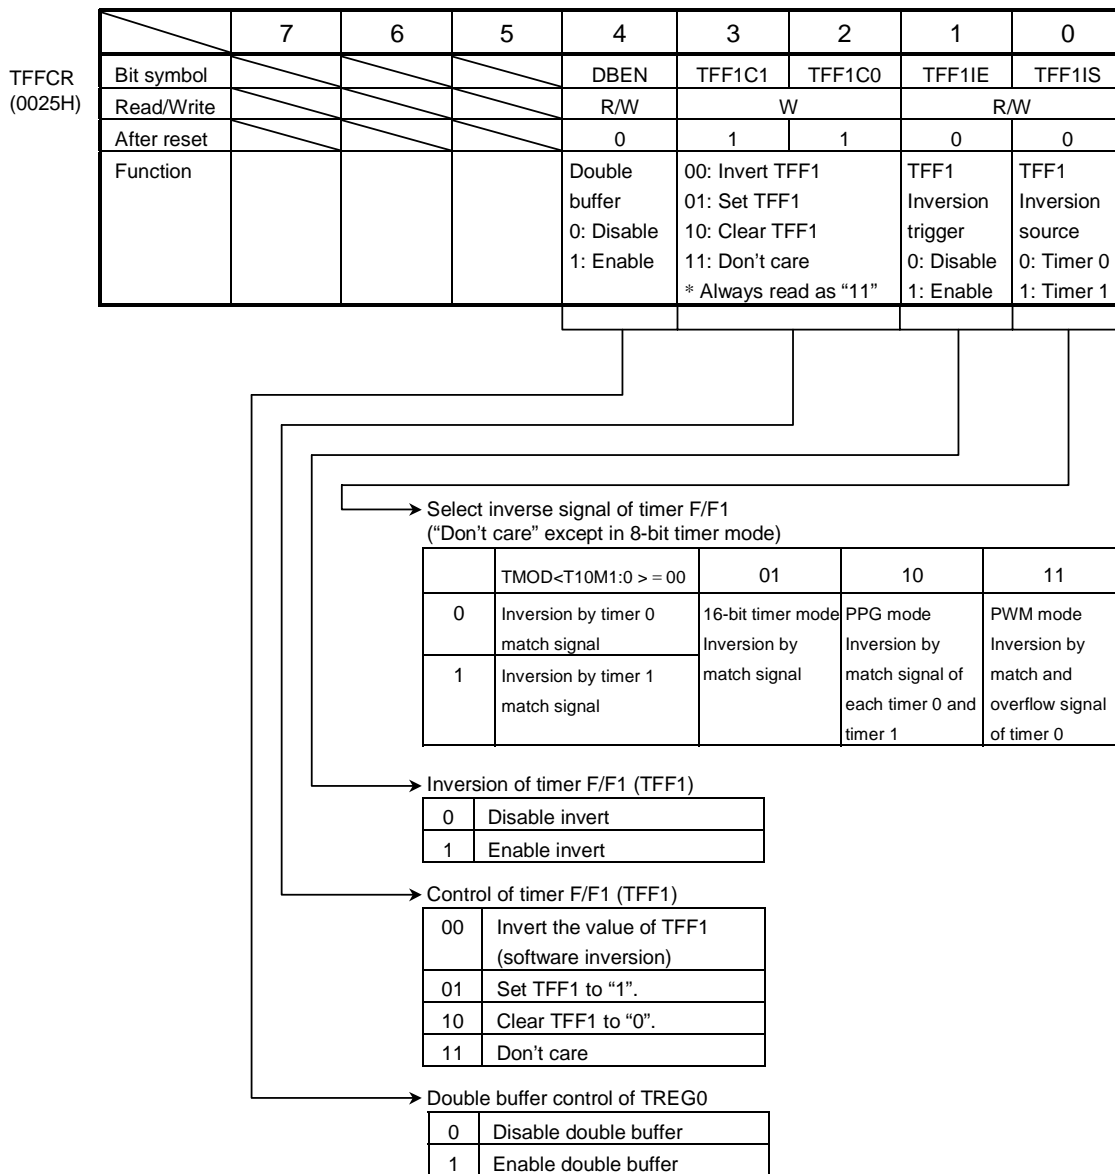 7 6 5 4 3 2 1 0
TFFCR
(0025H)
Bit symbol DBEN TFF1C1 TFF1C0 TFF1IE TFF1IS
Read/Write R/W W R/W
After reset 0 1 1 0 0
Function Double 00: Invert TFF1 TFF1 TFF1
buffer 01: Set TFF1 Inversion Inversion
0: Disable 10: Clear TFF1 trigger source
1: Enable 11: Don't care 0: Disable 0: Timer 0
* Always read as “11” 1: Enable 1: Timer 1
Select inverse signal of timer F/F1
(“Don't care” except in 8-bit timer mode)
TMOD<T10M1:0 > = 00 01 10 11
0 Inversion by timer 0 16-bit timer mode PPG mode PWM mode
match signal Inversion by Inversion by Inversion by
1 Inversion by timer 1 match signal match signal of match and
match signal each timer 0 and overflow signal
timer 1 of timer 0
Inversion of timer F/F1 (TFF1)
0 Disable invert
1 Enable invert
Control of timer F/F1 (TFF1)
00 Invert the value of TFF1
(software inversion)
01 Set TFF1 to “1”.
10 Clear TFF1 to “0”.
11 Don't care
Double buffer control of TREG0
0 Disable double buffer
1 Enable double buffer